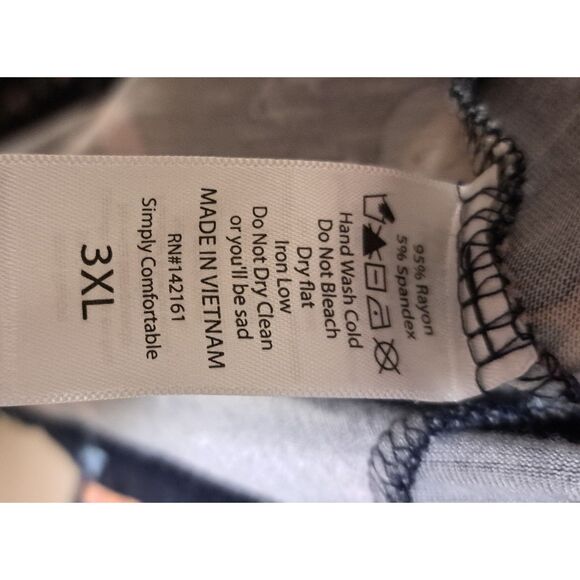 95% Rayon
5% Spandex
Hand Wash Cold
Do Not Bleach
Dry flat
Iron Low
Do Not Dry Clean
or you'll be sad
MADE IN VIETNAM
RN#142161
Simply Comfortable
3XL